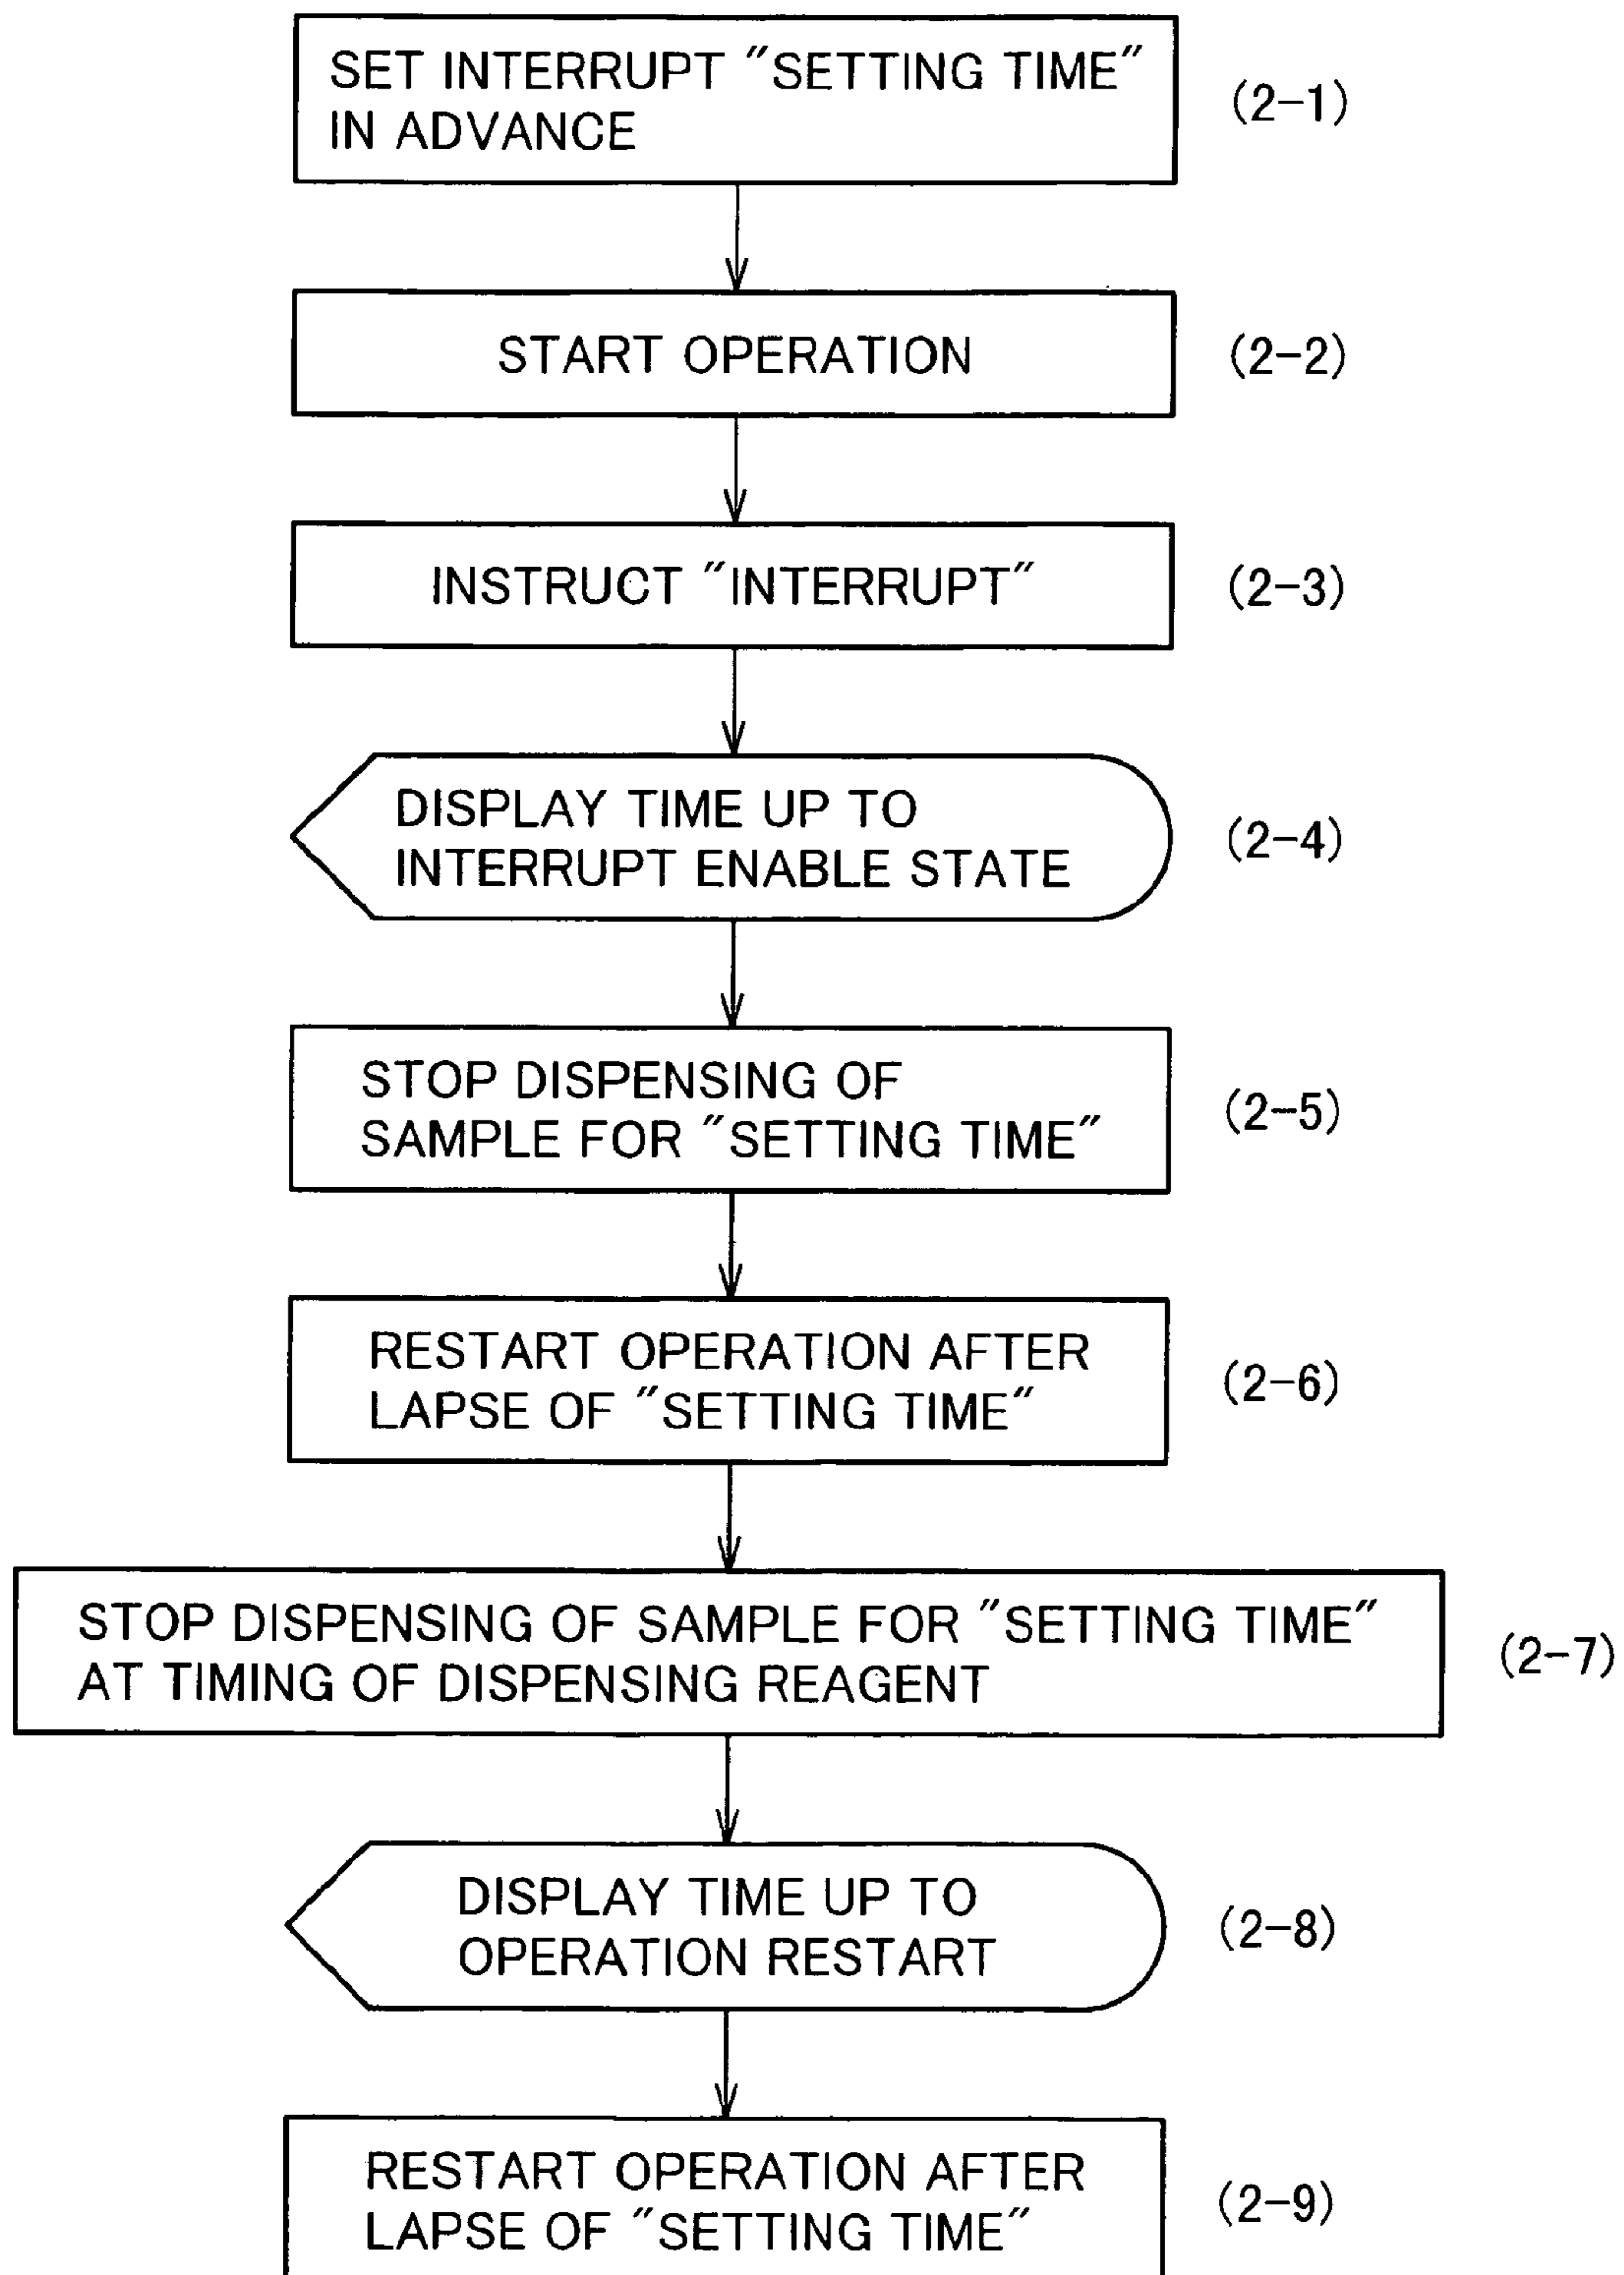 SET INTERRUPT "SETTING TIME"
IN ADVANCE
(2-1)
START OPERATION
(2-2)
INSTRUCT "INTERRUPT"
(2-3)
DISPLAY TIME UP TO
INTERRUPT ENABLE STATE
(2-4)
STOP DISPENSING OF
SAMPLE FOR "SETTING TIME"
(2-5)
RESTART OPERATION AFTER
LAPSE OF "SETTING TIME"
(2-6)
STOP DISPENSING OF SAMPLE FOR "SETTING TIME"
AT TIMING OF DISPENSING REAGENT
(2-7)
DISPLAY TIME UP TO
OPERATION RESTART
(2-8)
RESTART OPERATION AFTER
LAPSE OF "SETTING TIME"
(2-9)